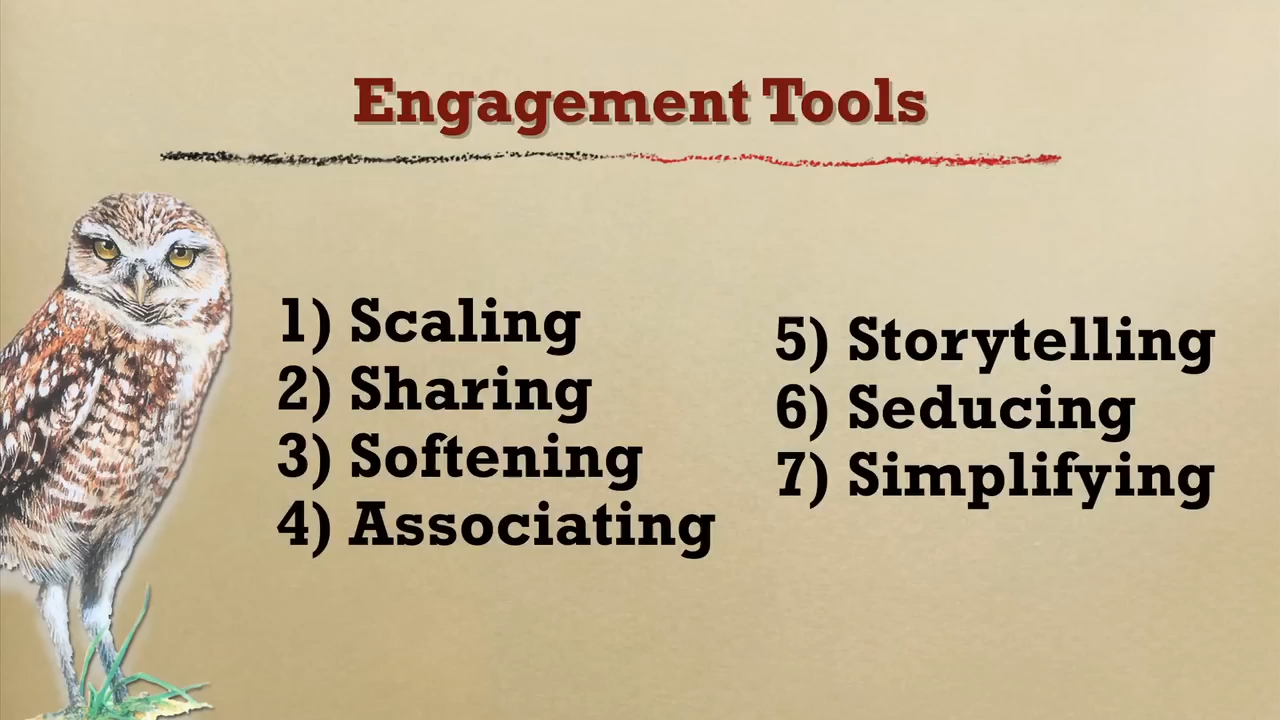 Engagement Tools
1) Scaling
2) Sharing
3) Softening
4) Associating
5) Storytelling
6) Seducing
7) Simplifying